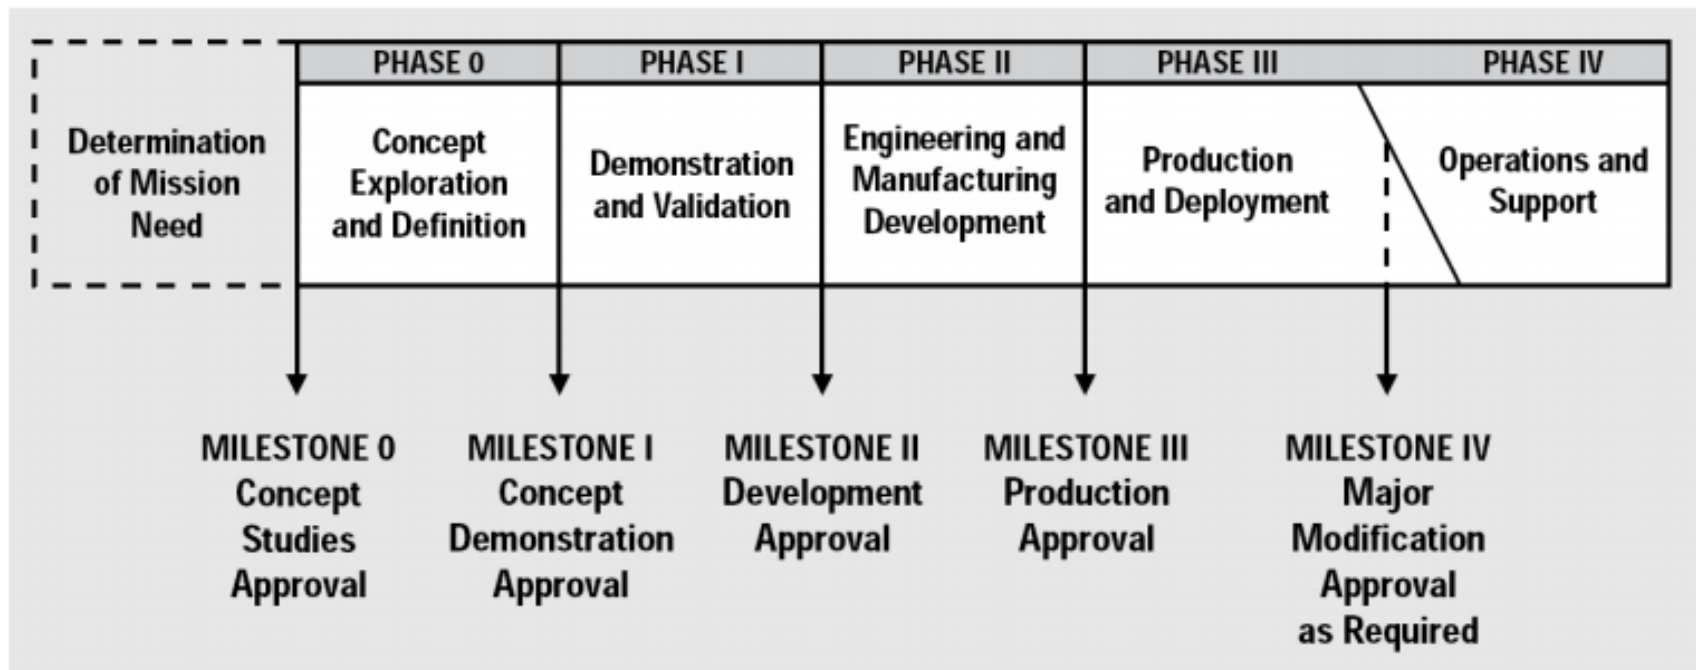 PHASE 0
PHASE I
PHASE II
PHASE III
PHASE IV
Determination
of Mission
Need
Concept
Exploration
and Definition
Demonstration
and Validation
Engineering and
Manufacturing
Development
Production
and Deployment
Operations and
Support
MILESTONE 0
Concept
Studies
Approval
MILESTONE I
Concept
Demonstration
Approval
MILESTONE II
Development
Approval
MILESTONE III
Production
Approval
MILESTONE IV
Major
Modification
Approval
as Required